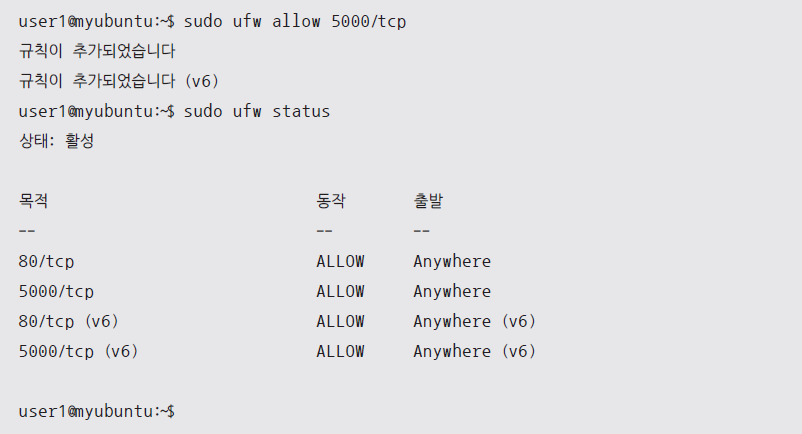 user1@myubuntu:~$ sudo ufw allow 5000/tcp
규칙이 추가되었습니다
규칙이 추가되었습니다 (v6)
user1@myubuntu:~$ sudo ufw status
상태: 활성
목적 동작 출발
-- -- --
80/tcp ALLOW Anywhere
5000/tcp ALLOW Anywhere
80/tcp (v6) ALLOW Anywhere (v6)
5000/tcp (v6) ALLOW Anywhere (v6)
user1@myubuntu:~$